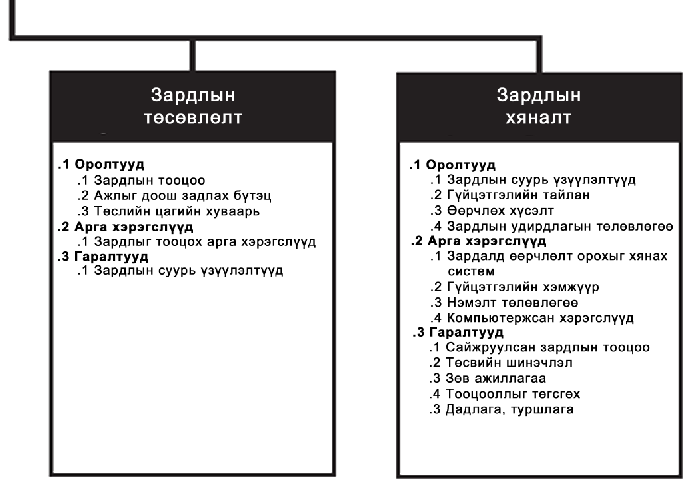 Зардлын
төсөвлөлт
.1 Оролтууд
.1 Зардлын тооцоо
.2 Ажлыг доош задлах бүтэц
.3 Төслийн цагийн хуваарь
.2 Арга хэрэгслүүд
.1 Зардлыг тооцох арга хэрэгслүүд
.3 Гаралтууд
.1 Зардлын суурь үзүүлэлтүүд
Зардлын
хяналт
.1 Оролтууд
.1 Зардлын суурь үзүүлэлтүүд
.2 Гүйцэтгэлийн тайлан
.3 Өөрчлөх хүсэлт
.4 Зардлын удирдлагын төлөвлөгөө
.2 Арга хэрэгслүүд
.1 Зардалд өөрчлөлт орохыг хянах
систем
.2 Гүйцэтгэлийн хэмжүүр
.3 Нэмэлт төлөвлөгөө
.4 Компьютержсан хэрэгслүүд
.3 Гаралтууд
.1 Сайжруулсан зардлын тооцоо
.2 Төсвийн шинэчлэл
.3 Зөв ажиллагаа
.4 Тооцооллыг төгсгөх
.3 Дадлага, туршлага